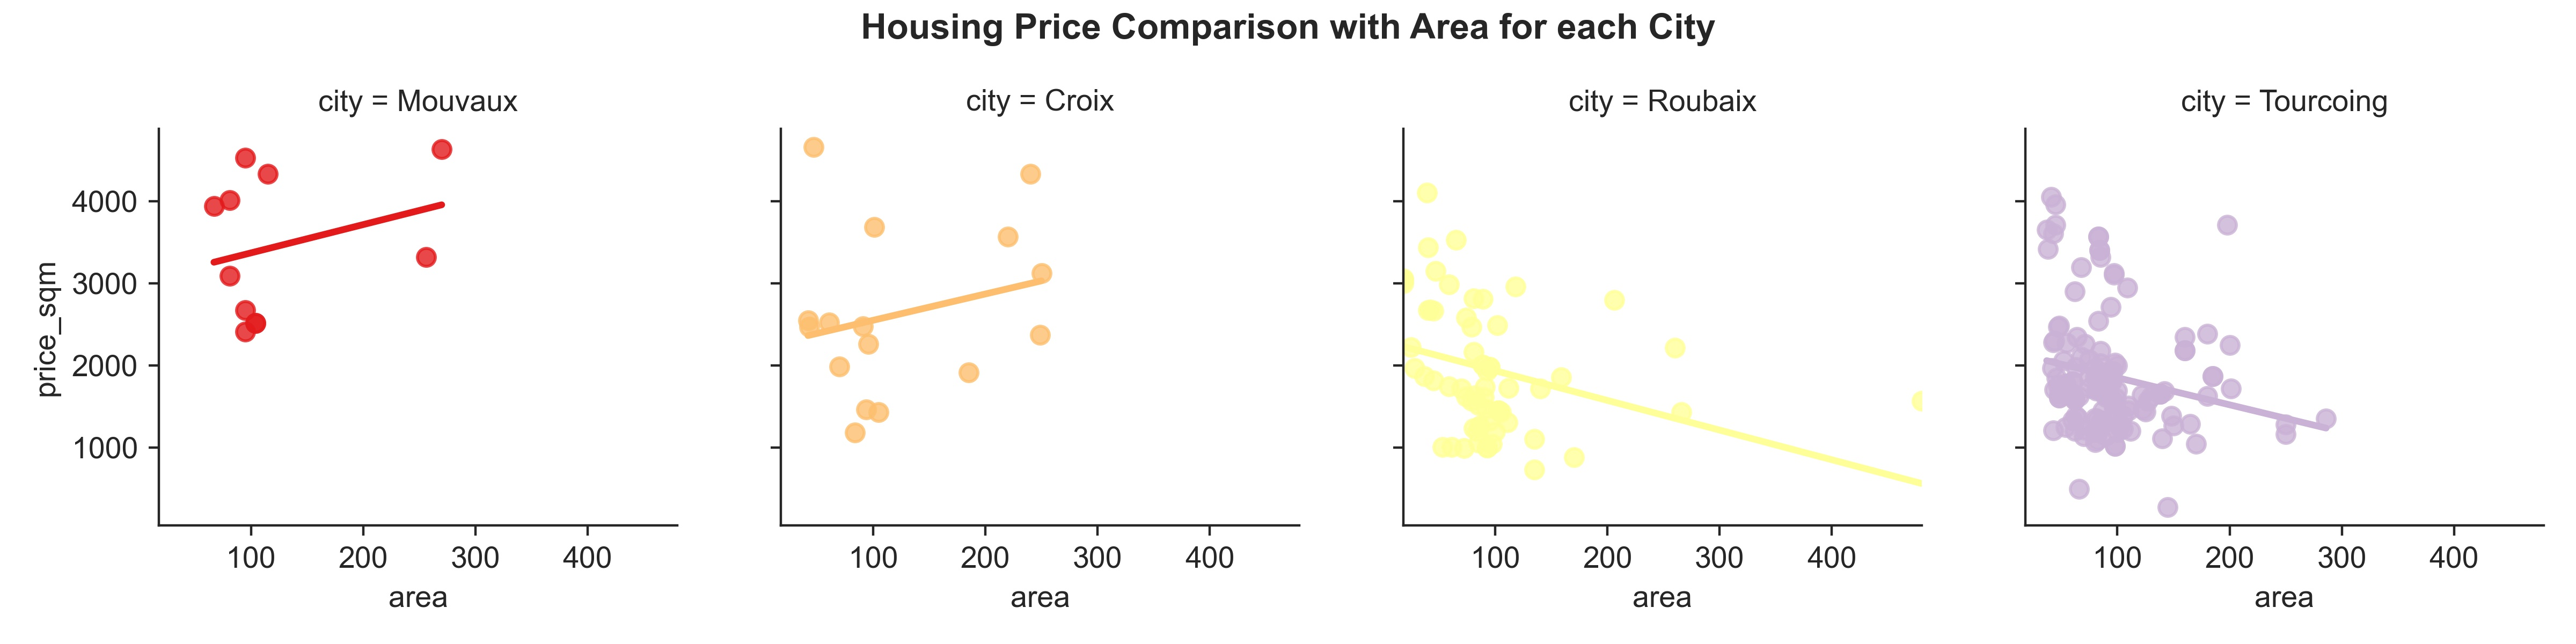 Housing Price Comparison with Area for each City
city = Mouvaux
city = Croix
city = Roubaix
city = Tourcoing
price_sqm
4000
3000
2000
1000
100 200 300 400
100 200 300 400
100 200 300 400
100 200 300 400
area
area
area
area